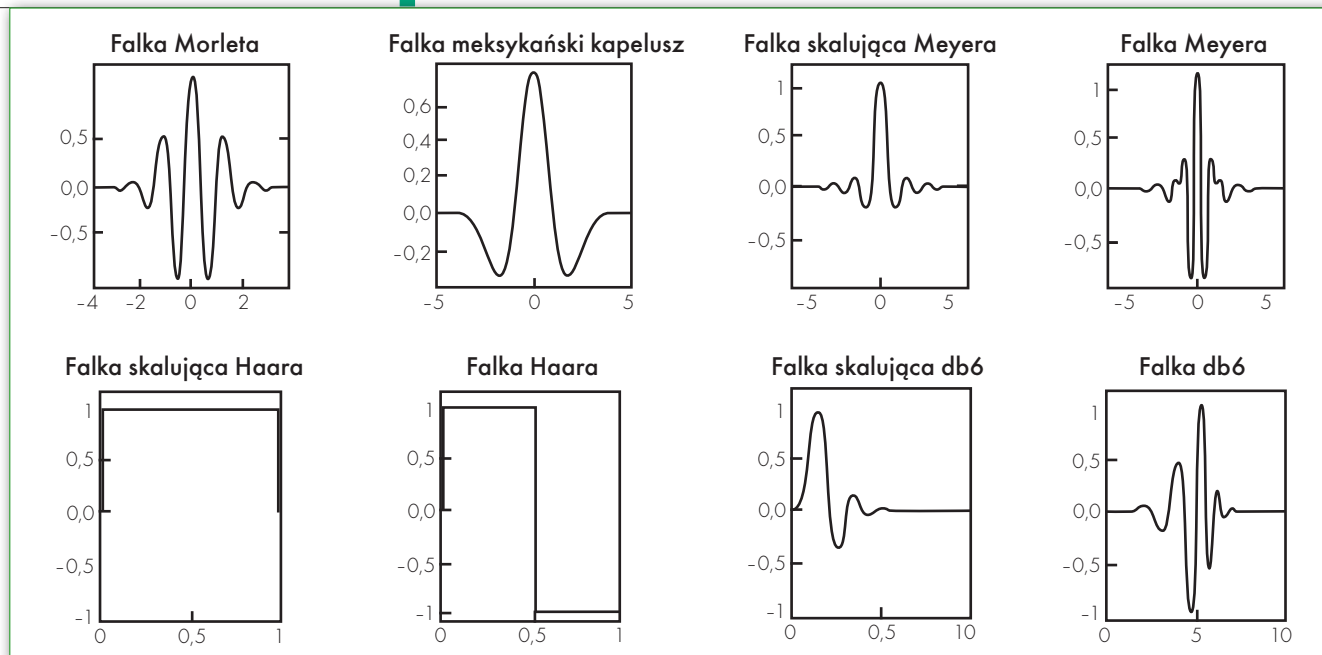 Falka Morleta
0,5
0,0
-0,5
-4 -2 0 2
Falka meksykański kapelusz
0,6
0,4
0,2
0,0
-0,2
-5 0 5
Falka skalująca Meyera
1
0,5
0,0
-0,5
-5 0 5
Falka Meyera
1
0,5
0,0
-0,5
-5 0 5
Falka skalująca Haara
1
0,5
0,0
-0,5
-1
0 0,5 1
Falka Haara
1
0,5
0,0
-0,5
-1
0 0,5 1
Falka skalująca db6
1
0,5
0,0
-0,5
-1
0 0,5 10
Falka db6
1
0,5
0,0
-0,5
-1
0 5 10